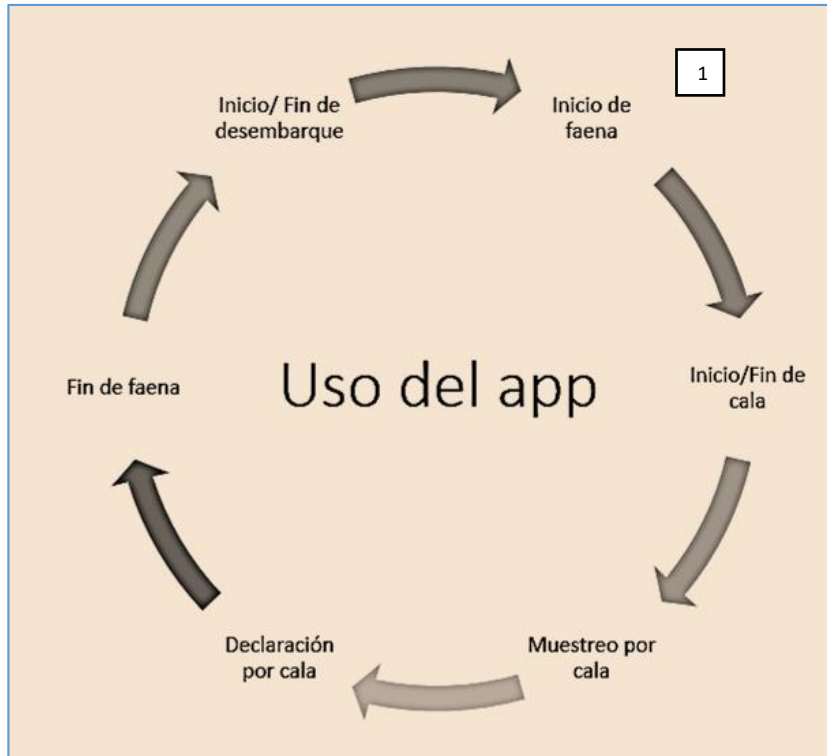 1
Inicio de
faena
Inicio/Fin de
cala
Muestreo por
cala
Declaración
por cala
Fin de faena
Inicio/ Fin de
desembarque
Uso del app